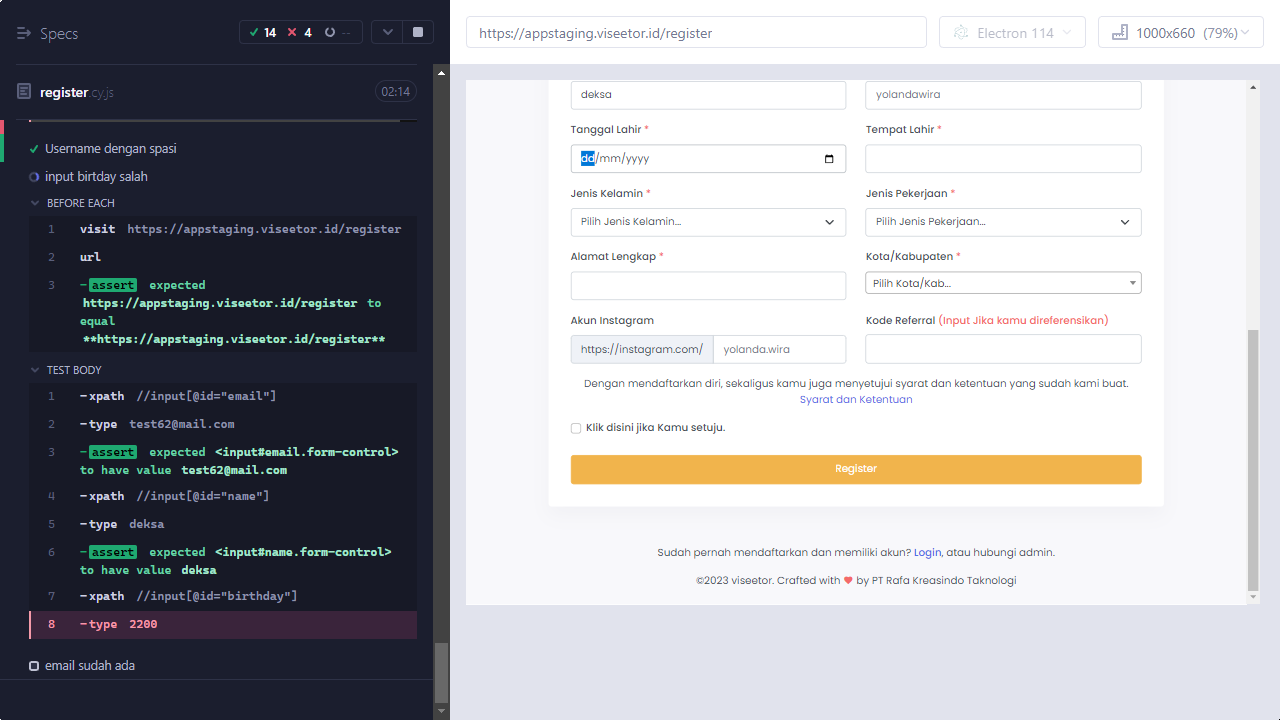 Specs
14
4
--
register.cy.js
02:14
Username dengan spasi
input birtday salah
BEFORE EACH
1 visit https://appstaging.viseetor.id/register
2 url
3 -assert expected
https://appstaging.viseetor.id/register to
equal
**https://appstaging.viseetor.id/register**
TEST BODY
1 -xpath //input[@id="email"]
2 -type test62@mail.com
3 -assert expected <input#email.form-control>
to have value test62@mail.com
4 -xpath //input[@id="name"]
5 -type deksa
6 -assert expected <input#name.form-control>
to have value deksa
7 -xpath //input[@id="birthday"]
8 -type 2200
email sudah ada
https://appstaging.viseetor.id/register
Electron 114
1000x660 (79%)
deksa
yolandawira
Tanggal Lahir *
Tempat Lahir *
dd/mm/yyyy
Jenis Kelamin *
Jenis Pekerjaan *
Pilih Jenis Kelamin...
Pilih Jenis Pekerjaan...
Alamat Lengkap *
Kota/Kabupaten *
Pilih Kota/Kab...
Akun Instagram
Kode Referral (Input Jika kamu direferensikan)
https://instagram.com/
yolanda.wira
Dengan mendaftarkan diri, sekaligus kamu juga menyetujui syarat dan ketentuan yang sudah kami buat.
Syarat dan Ketentuan
Klik disini jika Kamu setuju.
Register
Sudah pernah mendaftarkan dan memiliki akun? Login, atau hubungi admin.
©2023 viseetor. Crafted with ❤ by PT Rafa Kreasindo Taknologi